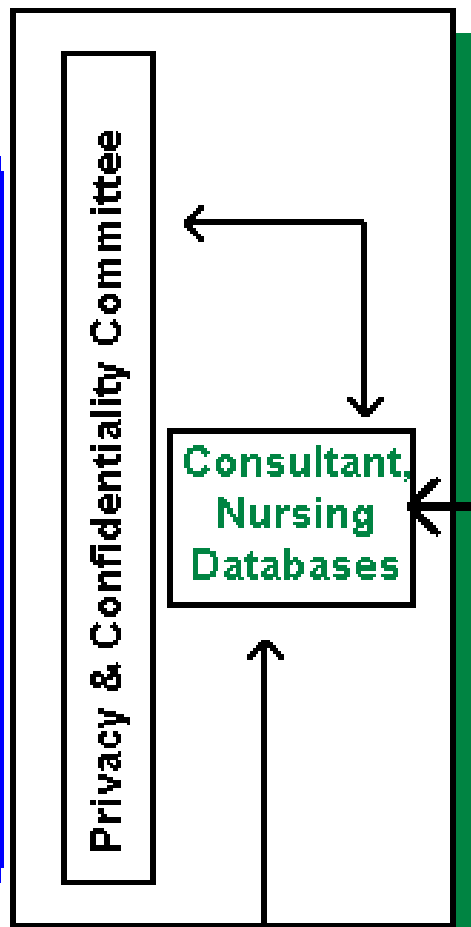 Privacy & Confidentiality Committee
Consultant,
Nursing
Databases